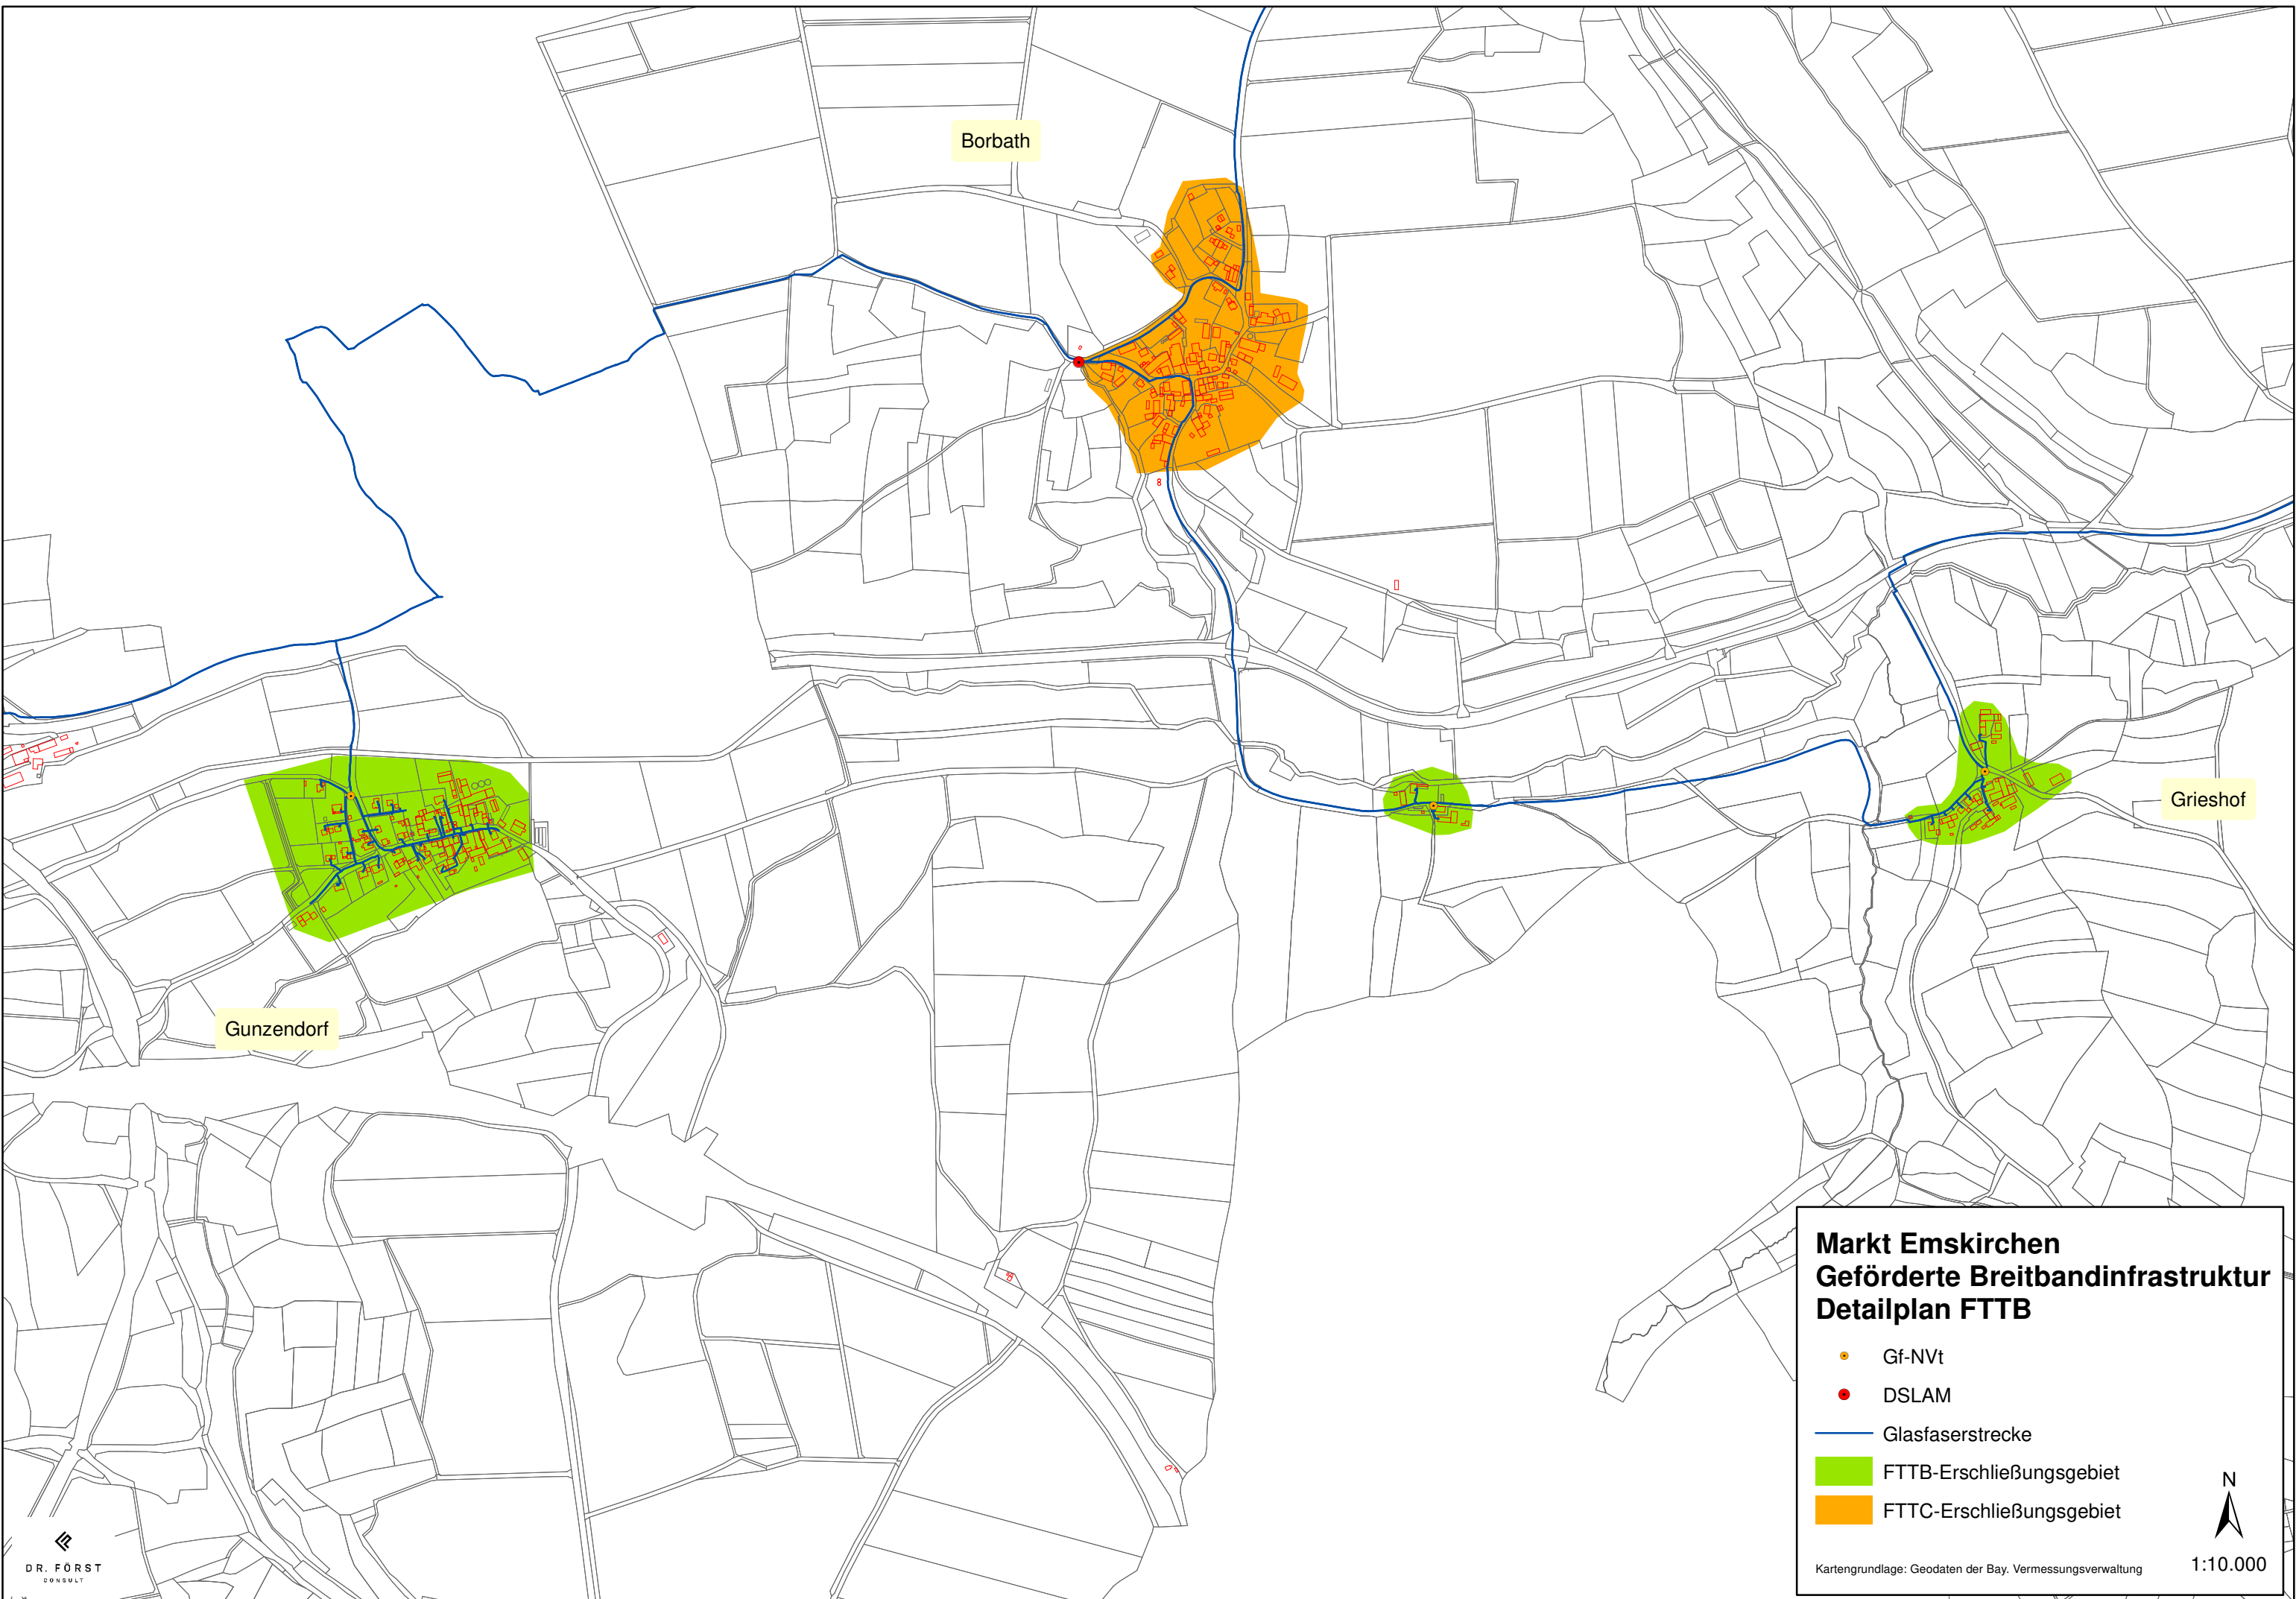 Borbath
Grieshof
Gunzendorf
Markt Emskirchen
Geförderte Breitbandinfrastruktur
Detailplan FTTB
Gf-NVt
DSLAM
Glasfaserstrecke
FTTB-Erschließungsgebiet
FTTC-Erschließungsgebiet
N
Kartengrundlage: Geodaten der Bay. Vermessungsverwaltung
1:10.000
DR. FÖRST
CONSULT